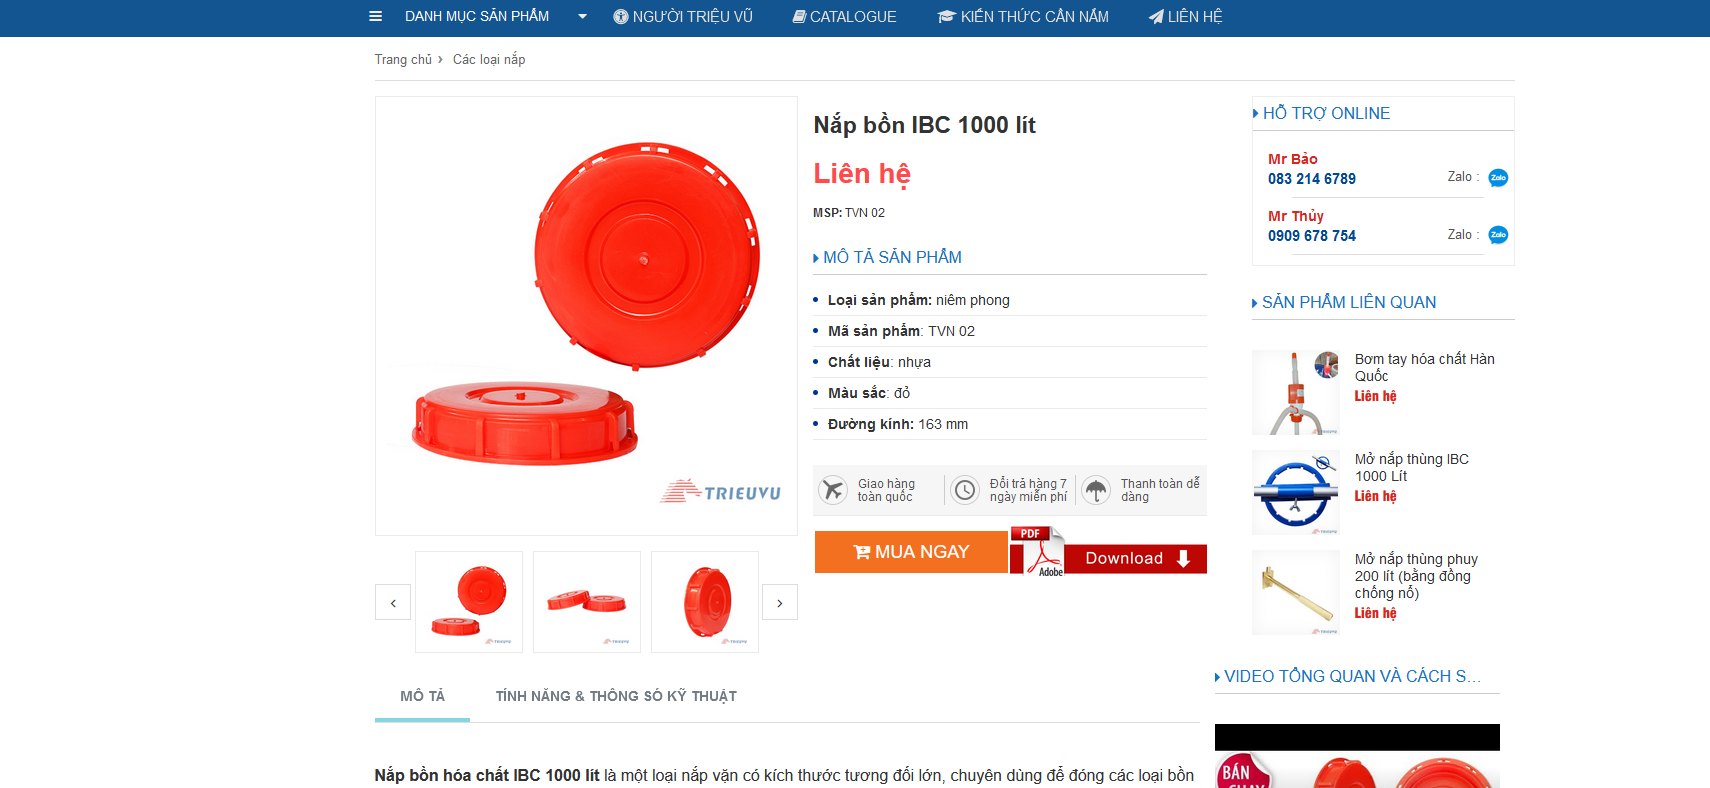 DANH MỤC SẢN PHẨM
NGƯỜI TRIỆU VŨ
CATALOGUE
KIẾN THỨC CẦN NẮM
LIÊN HỆ
Trang chủ › Các loại nắp
TRIEUVU
Nắp bồn IBC 1000 lít
Liên hệ
MSP: TVN 02
MÔ TẢ SẢN PHẨM
Loại sản phẩm: niêm phong
Mã sản phẩm: TVN 02
Chất liệu: nhựa
Màu sắc: đỏ
Đường kính: 163 mm
Giao hàng
toàn quốc
Đổi trả hàng 7
ngày miễn phí
Thanh toán dễ
dàng
MUA NGAY
PDF
Adobe
Download
HỖ TRỢ ONLINE
Mr Bảo
083 214 6789
Zalo :
Zalo
Mr Thủy
0909 678 754
Zalo :
Zalo
SẢN PHẨM LIÊN QUAN
Bơm tay hóa chất Hàn
Quốc
Liên hệ
Mở nắp thùng IBC
1000 Lít
Liên hệ
Mở nắp thùng phuy
200 lít (bằng đồng
chống nổ)
Liên hệ
VIDEO TỔNG QUAN VÀ CÁCH S...
BÁN
CHẠY
TRIEUVU
TRIEUVU
TRIEUVU
MÔ TẢ
TÍNH NĂNG & THÔNG SỐ KỸ THUẬT
Nắp bồn hóa chất IBC 1000 lít là một loại nắp vặn có kích thước tương đối lớn, chuyên dùng để đóng các loại bồn